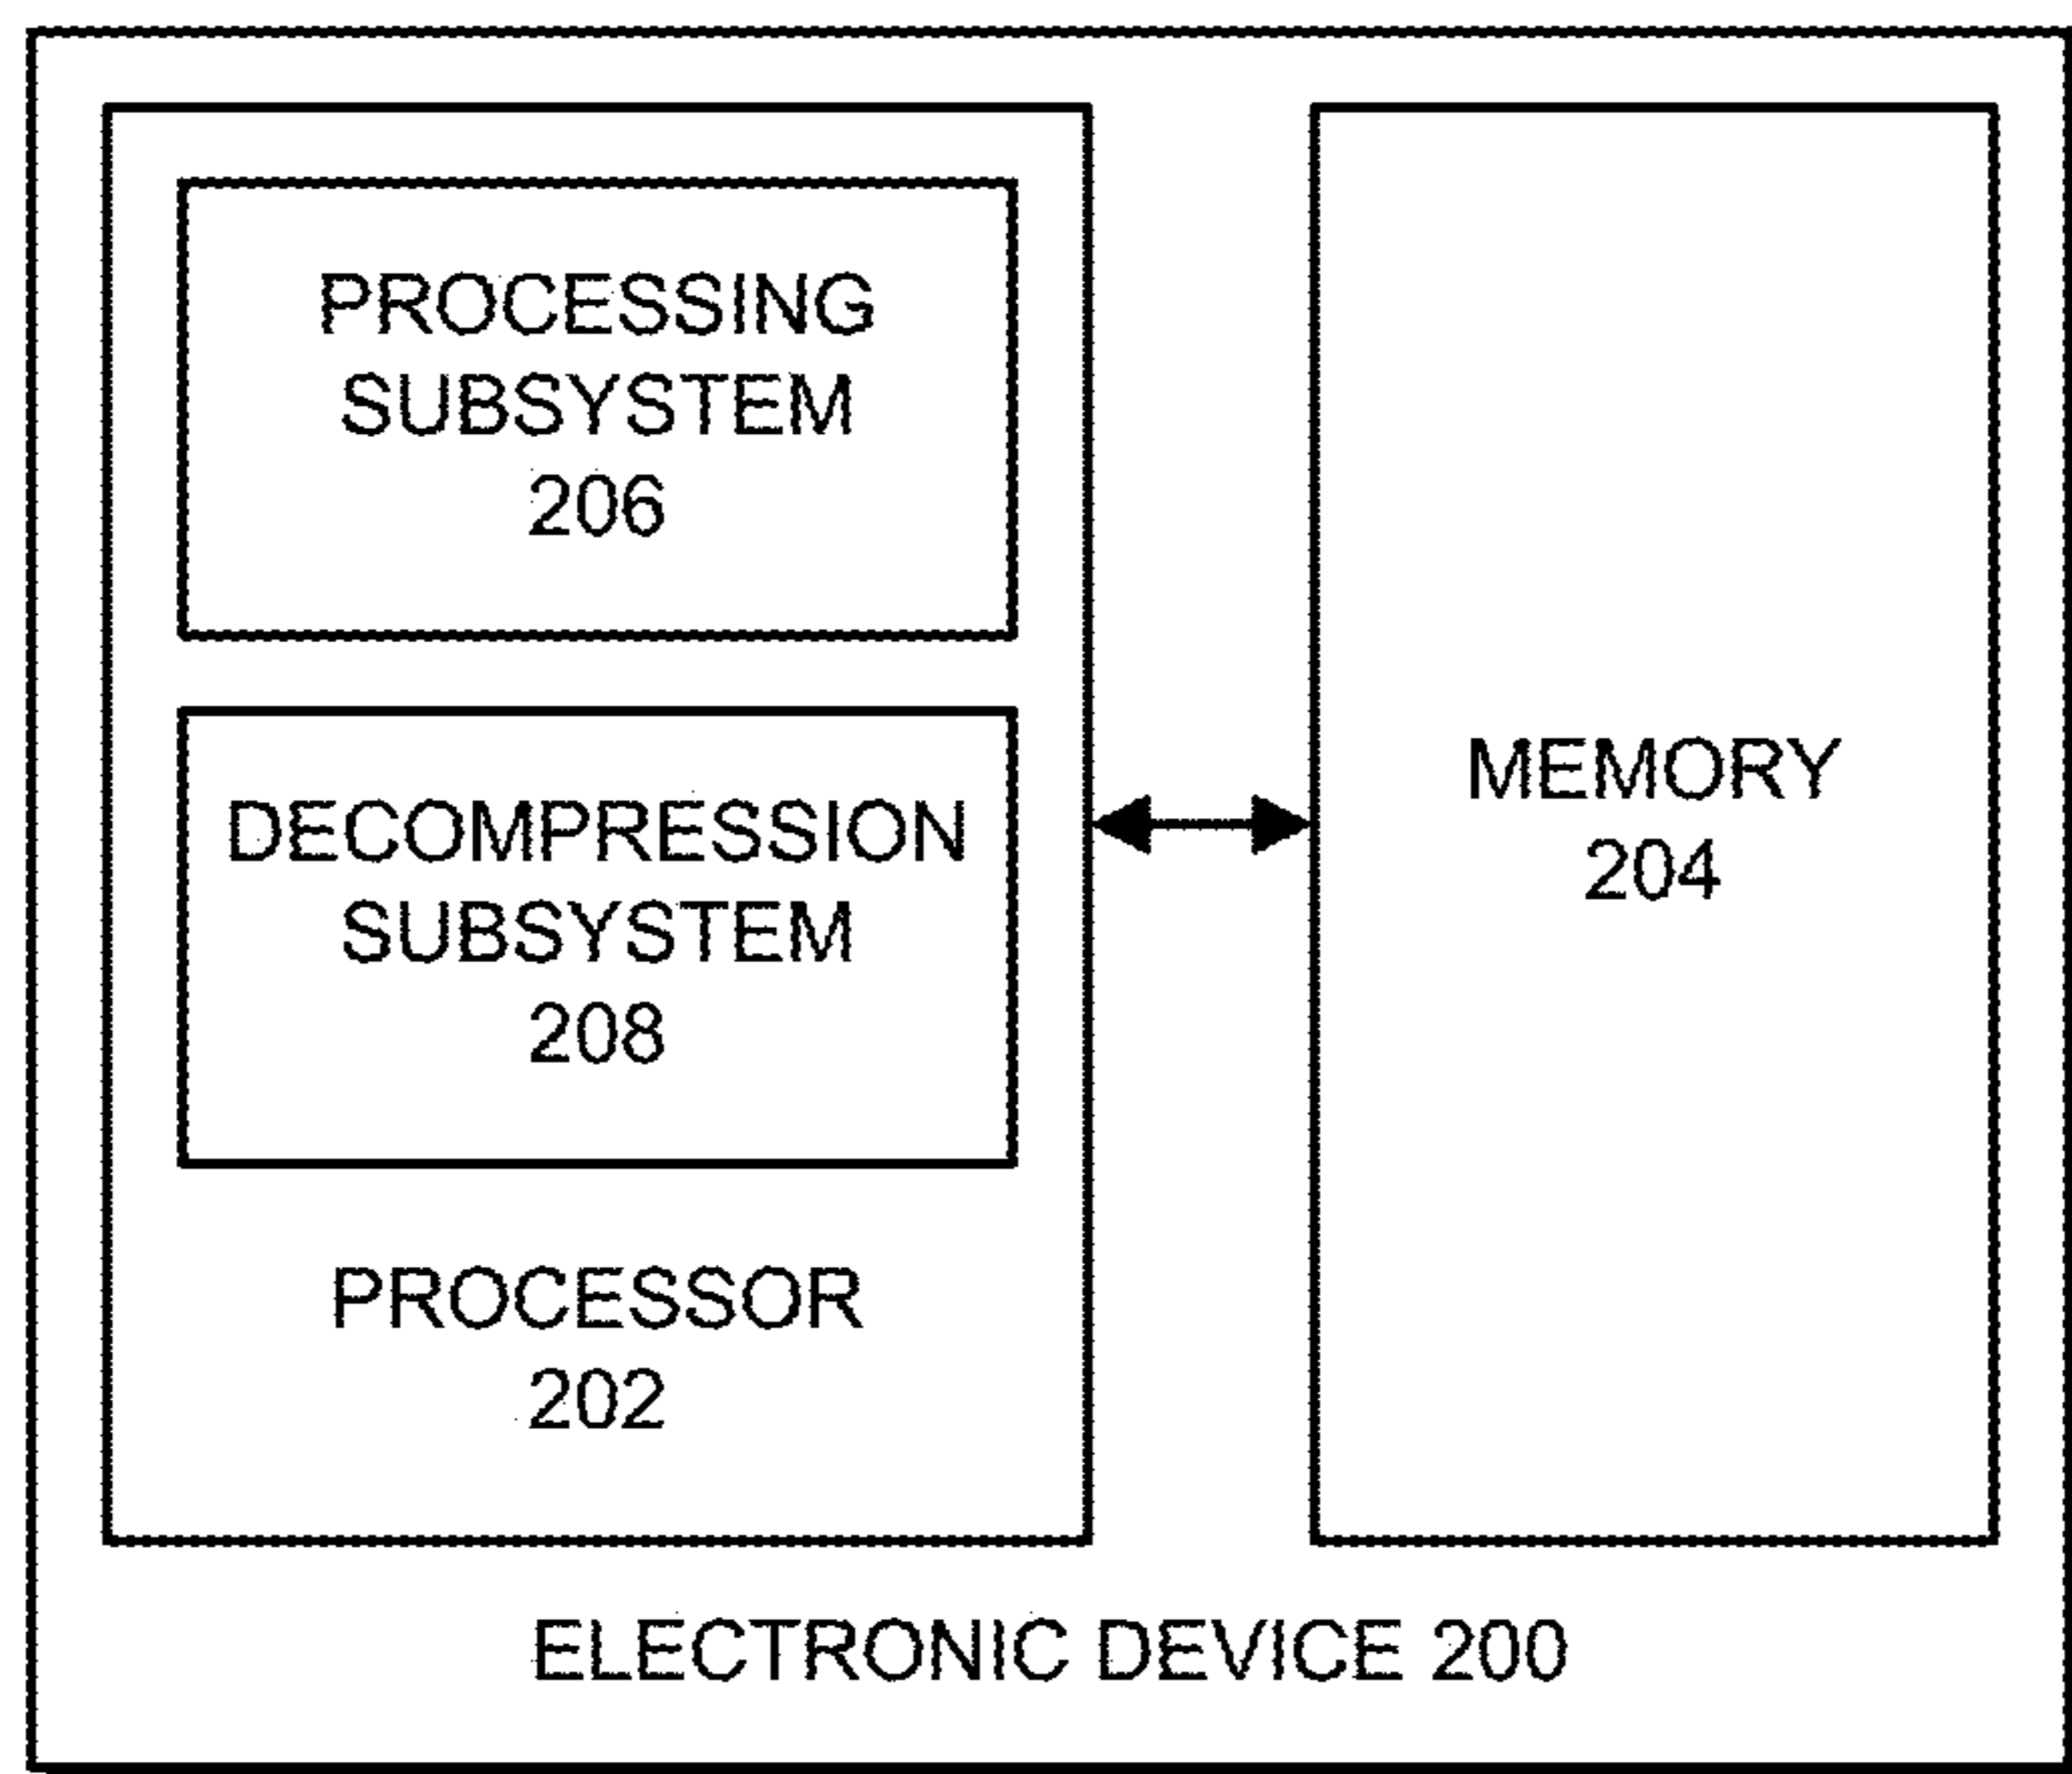 PROCESSING
SUBSYSTEM
206
DECOMPRESSION
SUBSYSTEM
208
PROCESSOR
202
MEMORY
204
ELECTRONIC DEVICE 200